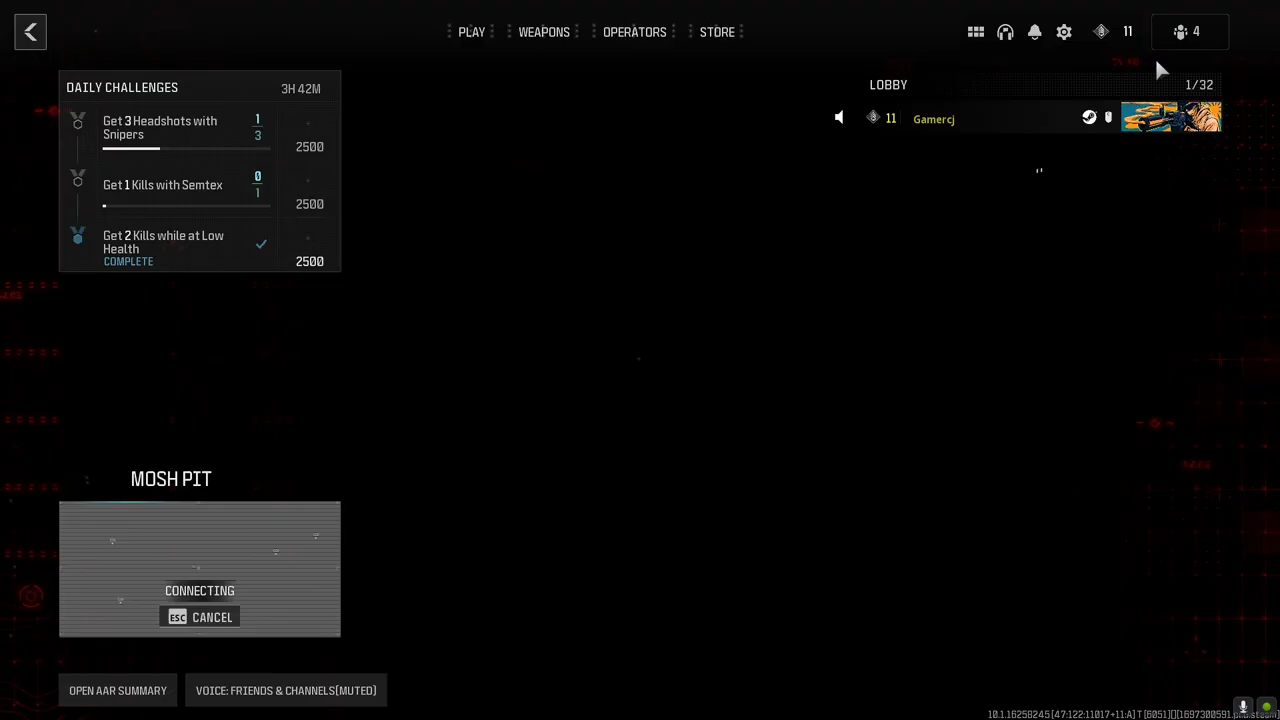 PLAY
WEAPONS
OPERATORS
STORE
11
4
DAILY CHALLENGES
3H 42M
Get 3 Headshots with
Snipers
1
3
2500
Get 1 Kills with Semtex
0
1
2500
Get 2 Kills while at Low
Health
COMPLETE
2500
LOBBY
1/32
11
Gamercj
MOSH PIT
CONNECTING
ESC CANCEL
OPEN AAR SUMMARY
VOICE: FRIENDS & CHANNELS(MUTED)